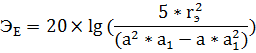 Э_E = 20 × lg ( (5 * r_э^2) / (a^2 * a_1 − a * a_1^2) )